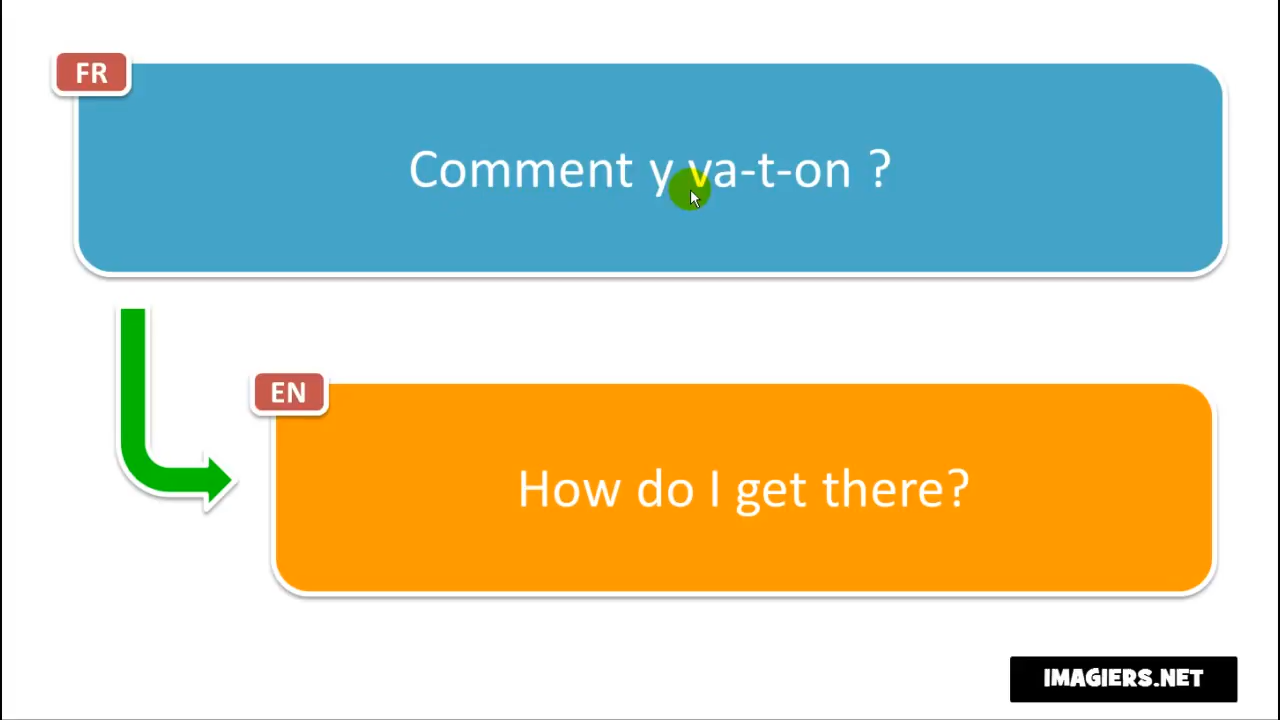 FR
Comment y va-t-on ?
EN
How do I get there?
IMAGIERS.NET